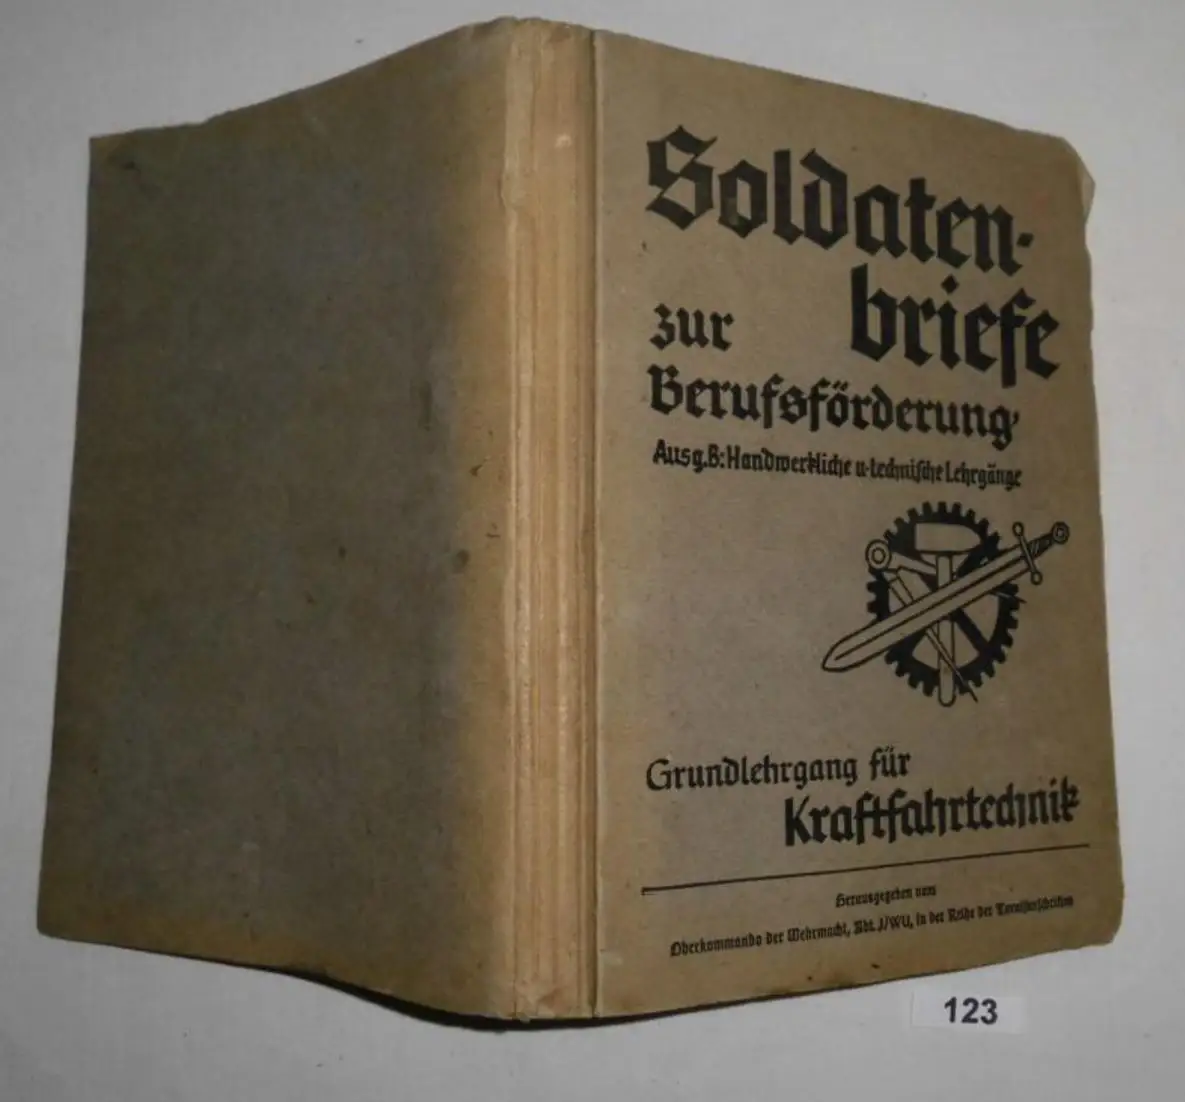 Soldaten-
briefe
zur
Berufsförderung
Ausg.B: Handwerkliche u. technische Lehrgänge
Grundlehrgang für
Kraftfahrtechnik
Herausgegeben vom
Oberkommando der Wehrmacht, Abt. J/WU, in der Reihe der Tornisterschriften
123